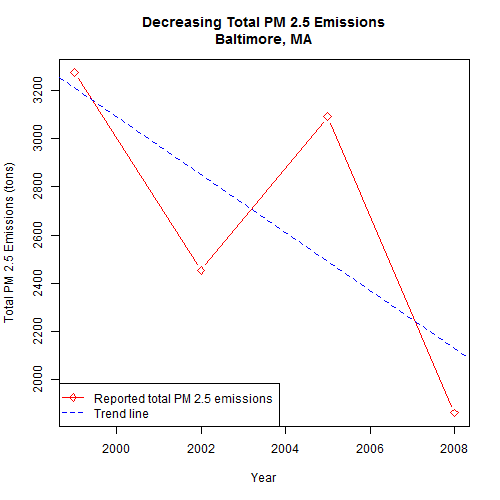 Decreasing Total PM 2.5 Emissions
Baltimore, MA
Total PM 2.5 Emissions (tons)
3200
3000
2800
2600
2400
2200
2000
Reported total PM 2.5 emissions
Trend line
2000 2002 2004 2006 2008
Year